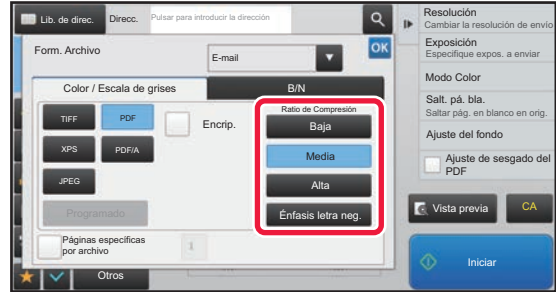 Lib. de direc.
Direcc.
Pulsar para introducir la dirección
Resolución
Cambiar la resolución de envío
Form. Archivo
E-mail
OK
Exposición
Especifique expos. a enviar
Color / Escala de grises
B/N
Modo Color
TIFF
PDF
Encrip.
Ratio de Compresión
Baja
Salt. pá. bla.
Saltar pág. en blanco en orig.
XPS
PDF/A
Media
Ajuste del fondo
JPEG
Alta
Ajuste de sesgado del
PDF
Programado
Énfasis letra neg.
Vista previa
CA
Páginas específicas
por archivo
1
Otros
Iniciar